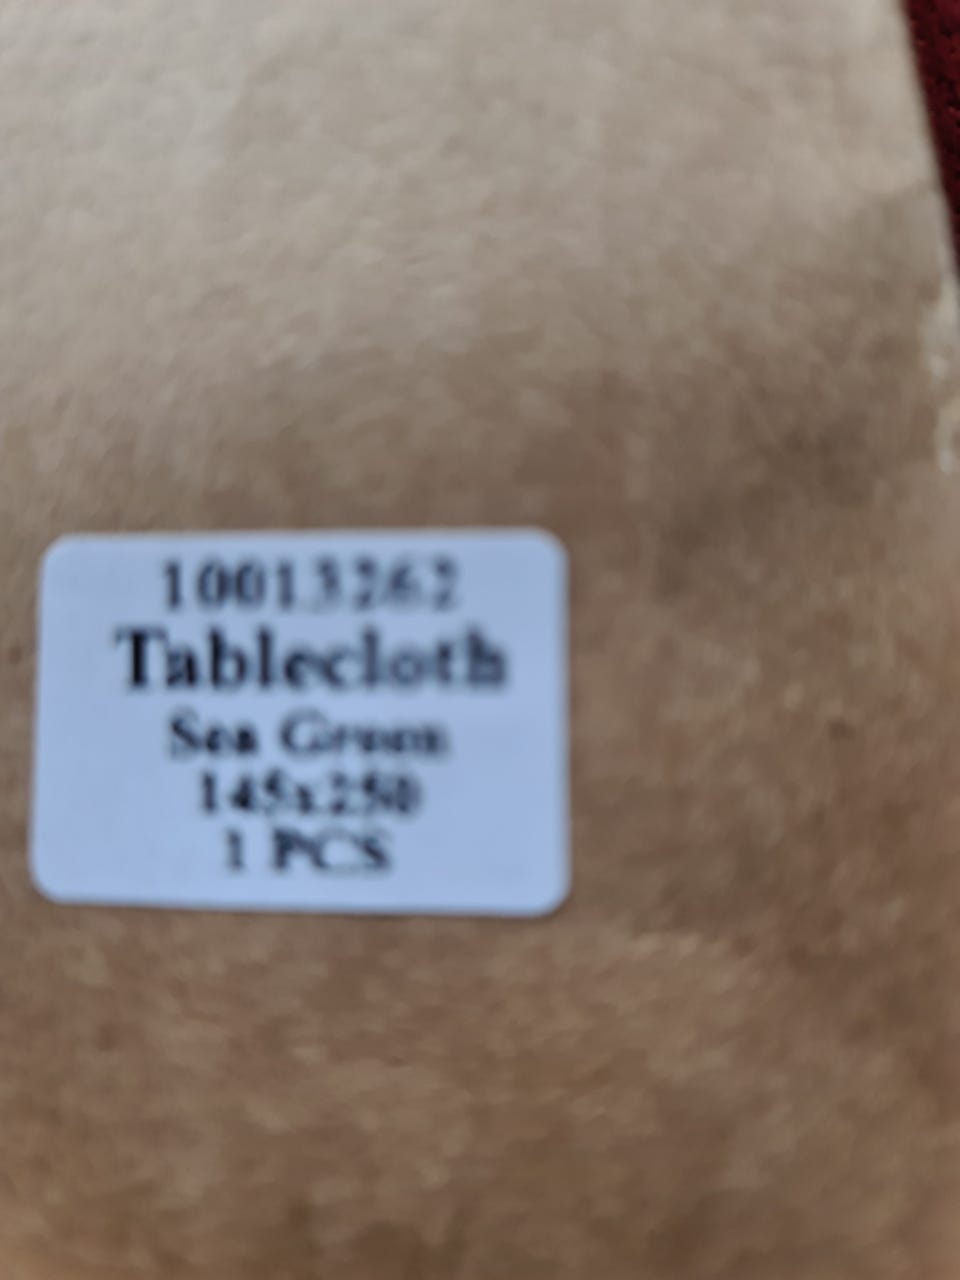 10013262
Tablecloth
Sea Green
145x250
1 PCS